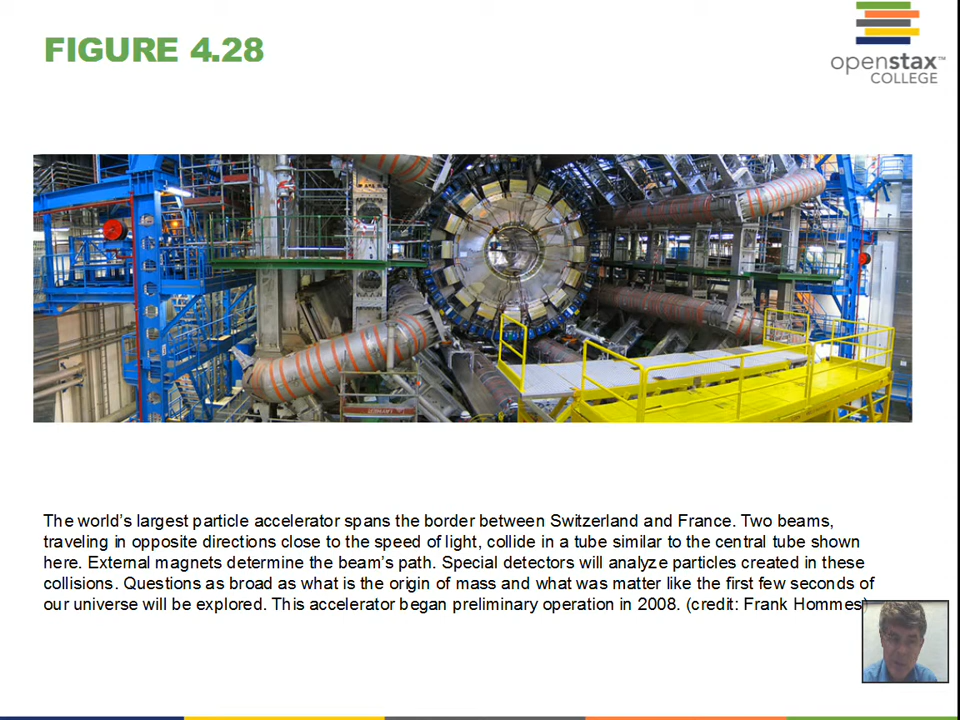 FIGURE 4.28
openstax™
COLLEGE
The world's largest particle accelerator spans the border between Switzerland and France. Two beams,
traveling in opposite directions close to the speed of light, collide in a tube similar to the central tube shown
here. External magnets determine the beam's path. Special detectors will analyze particles created in these
collisions. Questions as broad as what is the origin of mass and what was matter like the first few seconds of
our universe will be explored. This accelerator began preliminary operation in 2008. (credit: Frank Hommes)